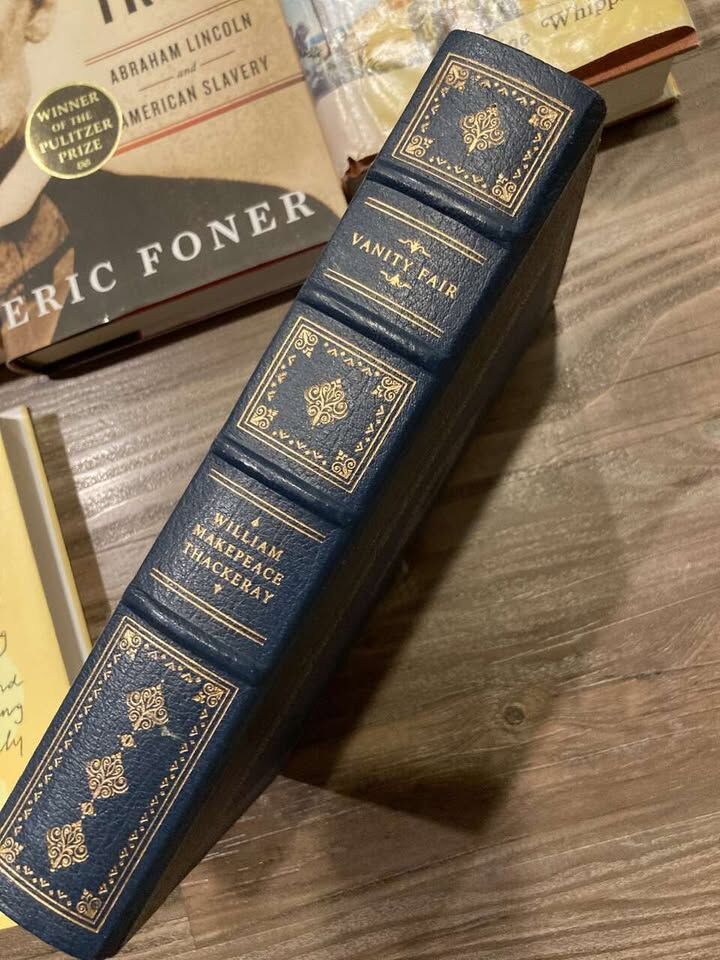 ABRAHAM LINCOLN
and
AMERICAN SLAVERY
WINNER
OF THE
PULITZER
PRIZE
ERIC FONER
Whipp
VANITY FAIR
WILLIAM
MAKEPEACE
THACKERAY